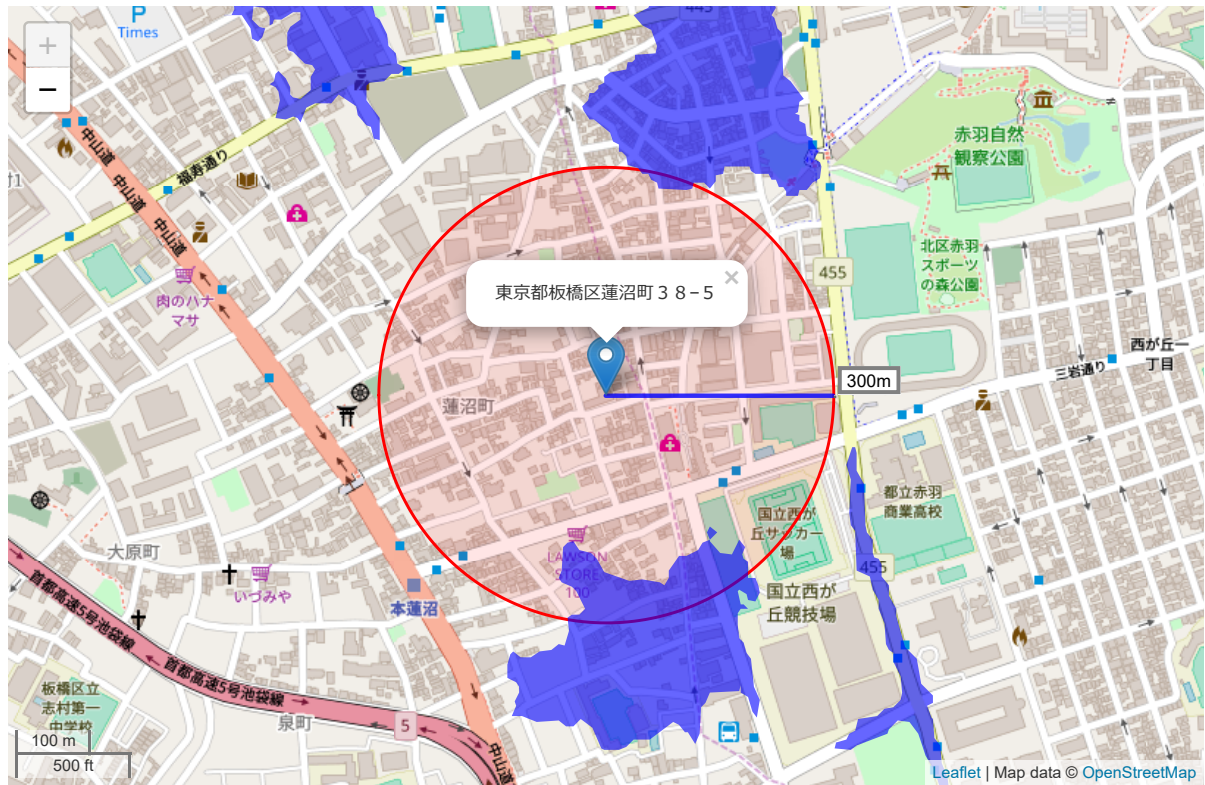 P
Times
445
+
−
中山道
中山道
中山道
福寿通り
赤羽自然
観察公園
肉のハナ
マサ
455
北区赤羽
スポーツ
の森公園
×
東京都板橋区蓮沼町３８−５
300m
西が丘一
丁目
三岩通り
蓮沼町
都立赤羽
商業高校
国立西が
丘サッカー
場
大原町
LAWSON
STORE
100
455
いづみや
本蓮沼
国立西が
丘競技場
首都高速5号池袋線
首都高速5号池袋線
板橋区立
志村第一
中学校
泉町
5
中山道
100 m
500 ft
Leaflet | Map data © OpenStreetMap